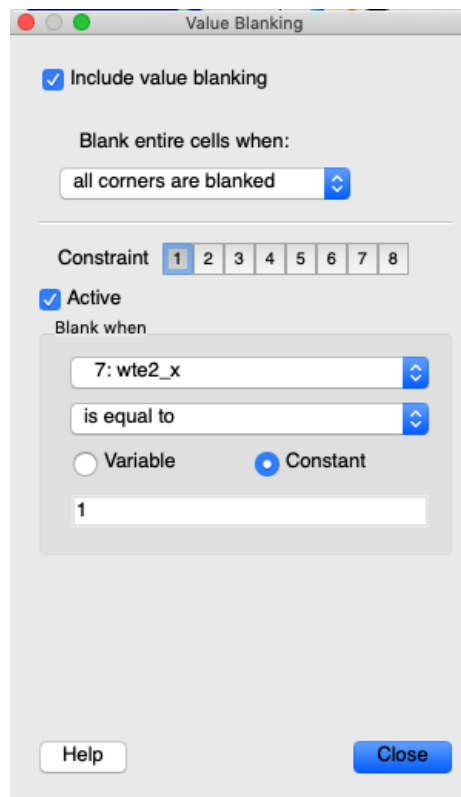 Value Blanking
Include value blanking
Blank entire cells when:
all corners are blanked
Constraint 1 2 3 4 5 6 7 8
Active
Blank when
7: wte2_x
is equal to
Variable Constant
1
Help Close